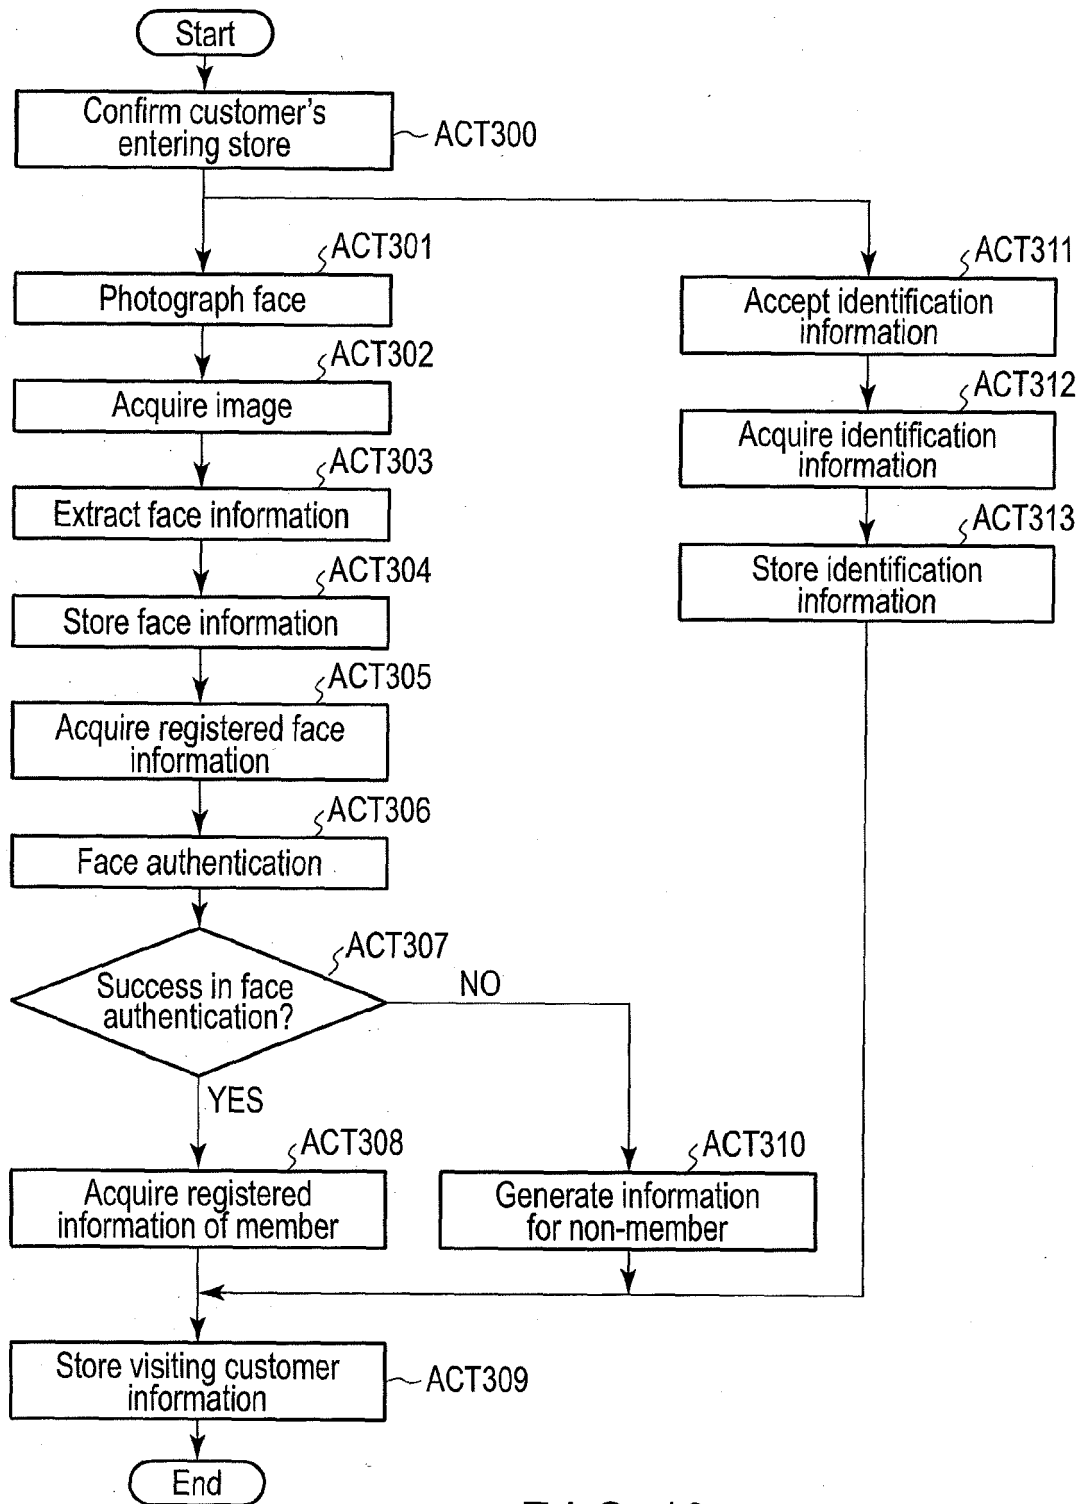 Start
Confirm customer's
entering store
ACT300
ACT301
Photograph face
ACT302
Acquire image
ACT303
Extract face information
ACT304
Store face information
ACT305
Acquire registered face
information
ACT306
Face authentication
ACT307
Success in face
authentication?
NO
YES
ACT308
Acquire registered
information of member
ACT310
Generate information
for non-member
ACT311
Accept identification
information
ACT312
Acquire identification
information
ACT313
Store identification
information
Store visiting customer
information
ACT309
End